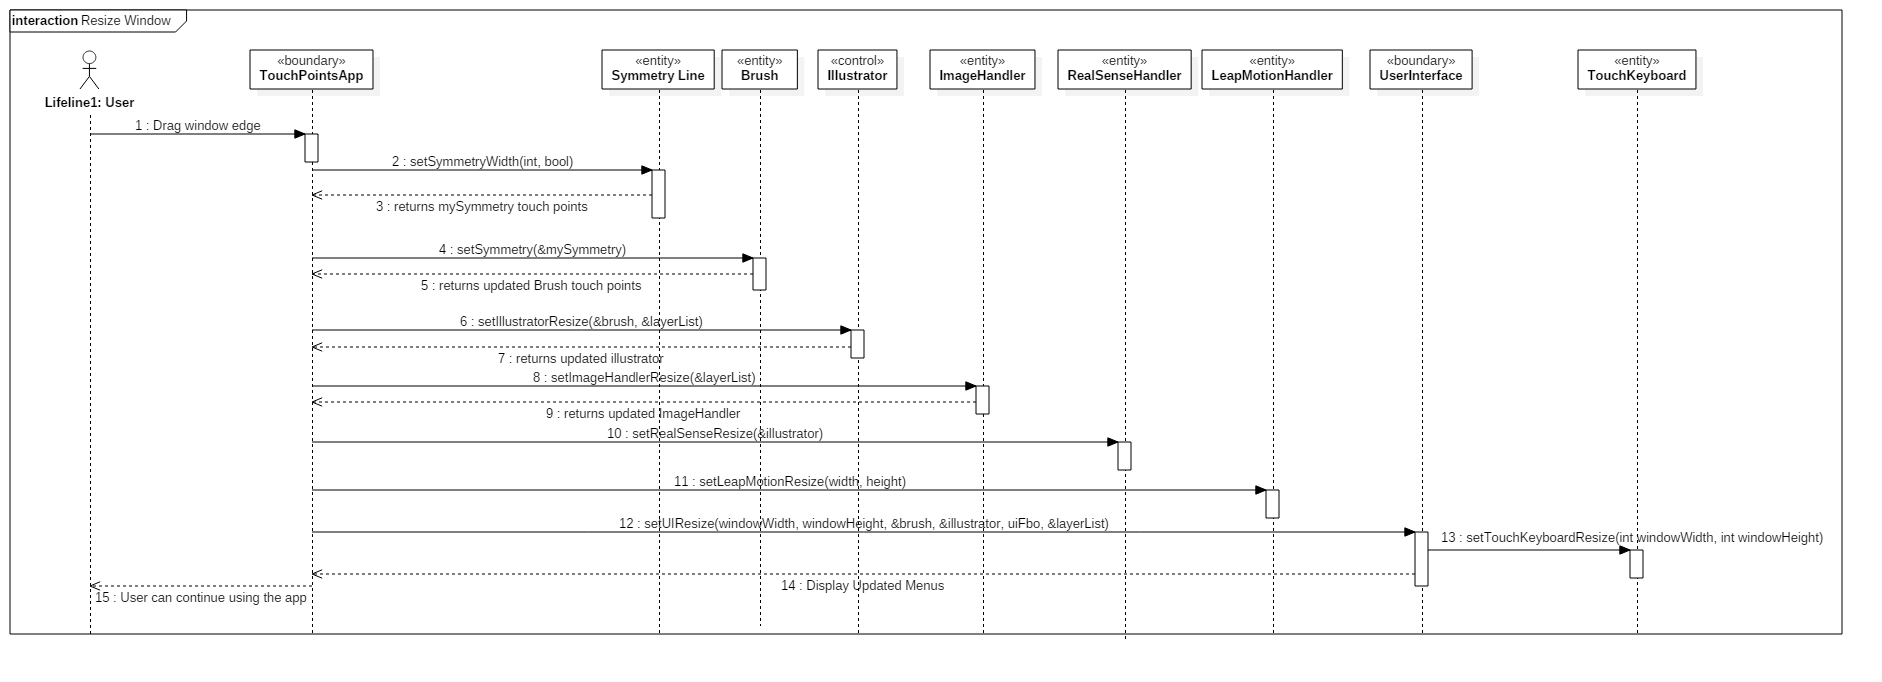 interaction Resize Window
«boundary»
TouchPointsApp
«entity»
Symmetry Line
«entity»
Brush
«control»
Illustrator
«entity»
ImageHandler
«entity»
RealSenseHandler
«entity»
LeapMotionHandler
«boundary»
UserInterface
«entity»
TouchKeyboard
Lifeline1: User
1 : Drag window edge
2 : setSymmetryWidth(int, bool)
3 : returns mySymmetry touch points
4 : setSymmetry(&mySymmetry)
5 : returns updated Brush touch points
6 : setIllustratorResize(&brush, &layerList)
7 : returns updated illustrator
8 : setImageHandlerResize(&layerList)
9 : returns updated ImageHandler
10 : setRealSenseResize(&illustrator)
11 : setLeapMotionResize(width, height)
12 : setUIResize(windowWidth, windowHeight, &brush, &illustrator, uiFbo, &layerList)
13 : setTouchKeyboardResize(int windowWidth, int windowHeight)
14 : Display Updated Menus
15 : User can continue using the app